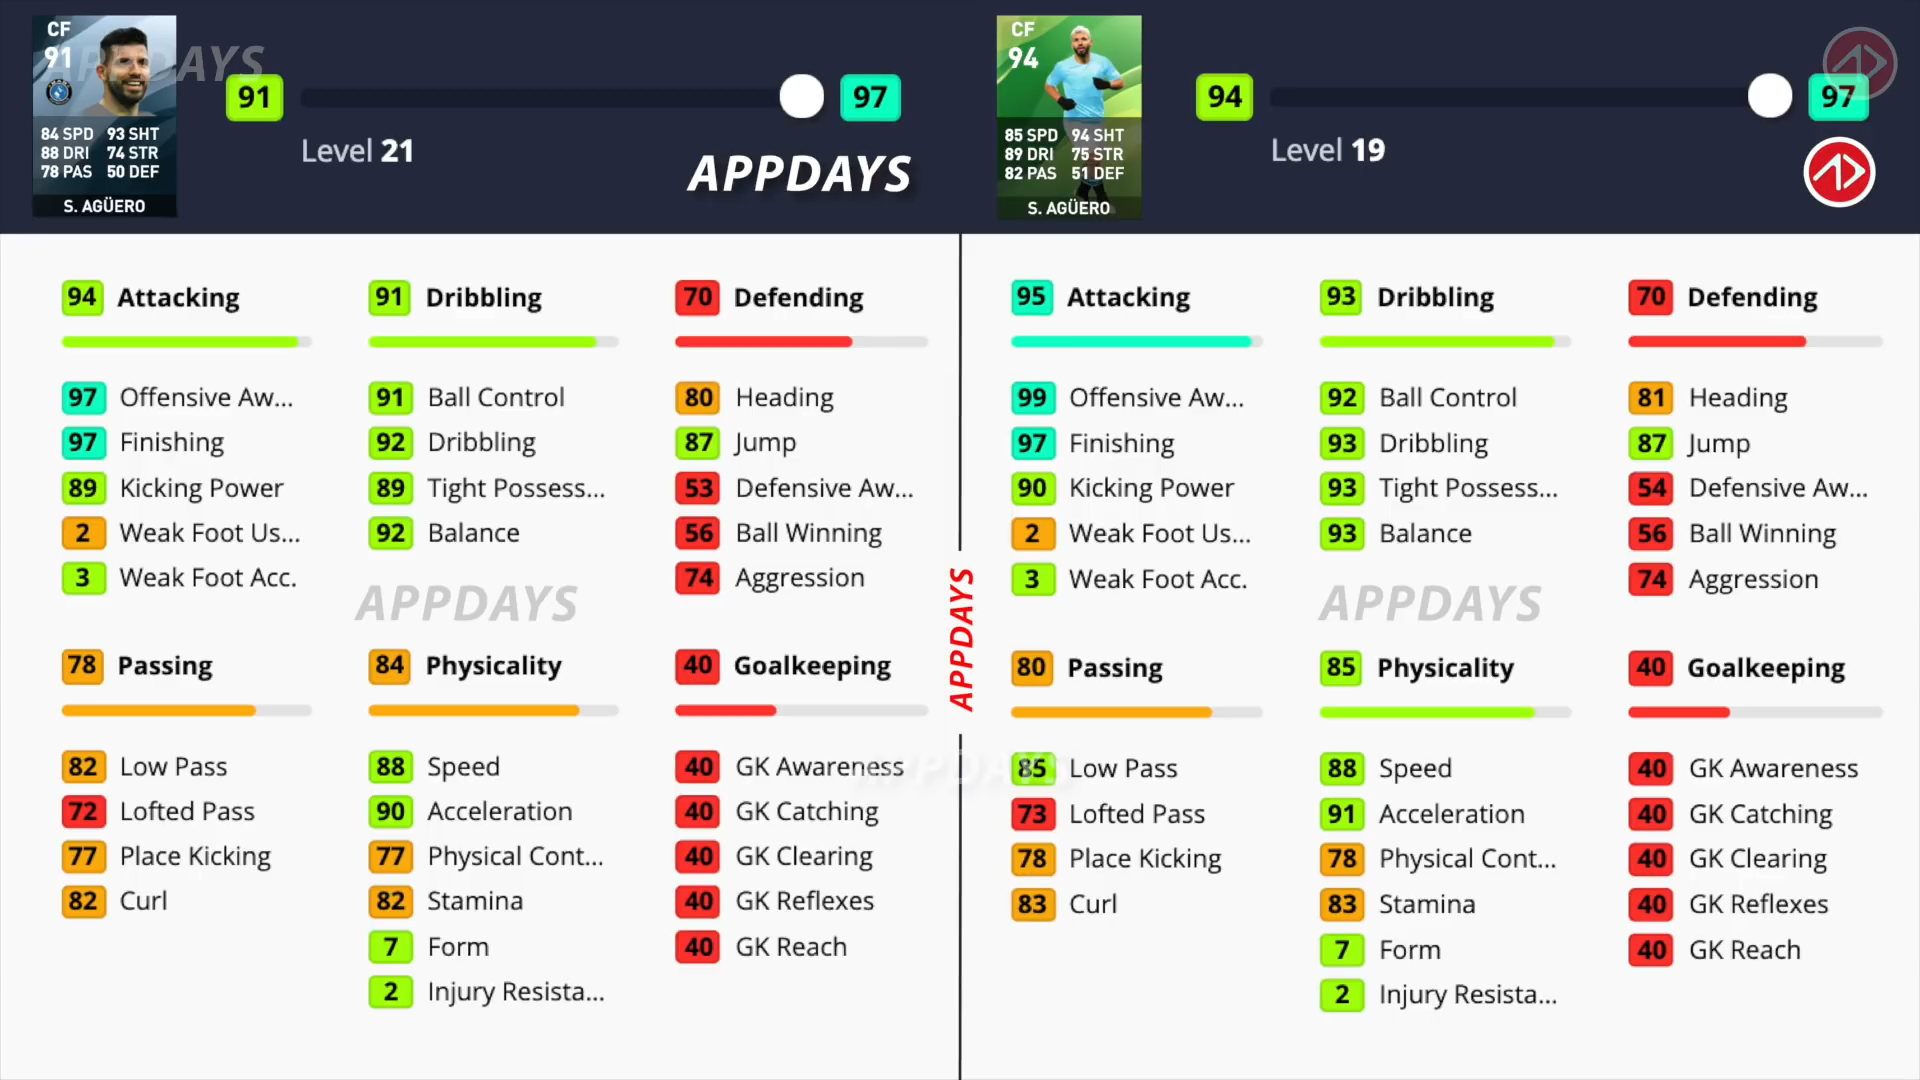 CF
91
84 SPD 93 SHT
88 DRI 74 STR
78 PAS 50 DEF
S. AGÜERO
APPDAYS
91
97
Level 21
APPDAYS
CF
94
85 SPD 94 SHT
89 DRI 75 STR
82 PAS 51 DEF
S. AGÜERO
94
97
Level 19
94 Attacking
97 Offensive Aw...
97 Finishing
89 Kicking Power
2 Weak Foot Us...
3 Weak Foot Acc.
91 Dribbling
91 Ball Control
92 Dribbling
89 Tight Possess...
92 Balance
70 Defending
80 Heading
87 Jump
53 Defensive Aw...
56 Ball Winning
74 Aggression
APPDAYS
78 Passing
82 Low Pass
72 Lofted Pass
77 Place Kicking
82 Curl
84 Physicality
88 Speed
90 Acceleration
77 Physical Cont...
82 Stamina
7 Form
2 Injury Resista...
40 Goalkeeping
40 GK Awareness
40 GK Catching
40 GK Clearing
40 GK Reflexes
40 GK Reach
APPDAYS
APPDAYS
95 Attacking
99 Offensive Aw...
97 Finishing
90 Kicking Power
2 Weak Foot Us...
3 Weak Foot Acc.
93 Dribbling
92 Ball Control
93 Dribbling
93 Tight Possess...
93 Balance
70 Defending
81 Heading
87 Jump
54 Defensive Aw...
56 Ball Winning
74 Aggression
APPDAYS
80 Passing
85 Low Pass
73 Lofted Pass
78 Place Kicking
83 Curl
85 Physicality
88 Speed
91 Acceleration
78 Physical Cont...
83 Stamina
7 Form
2 Injury Resista...
40 Goalkeeping
40 GK Awareness
40 GK Catching
40 GK Clearing
40 GK Reflexes
40 GK Reach